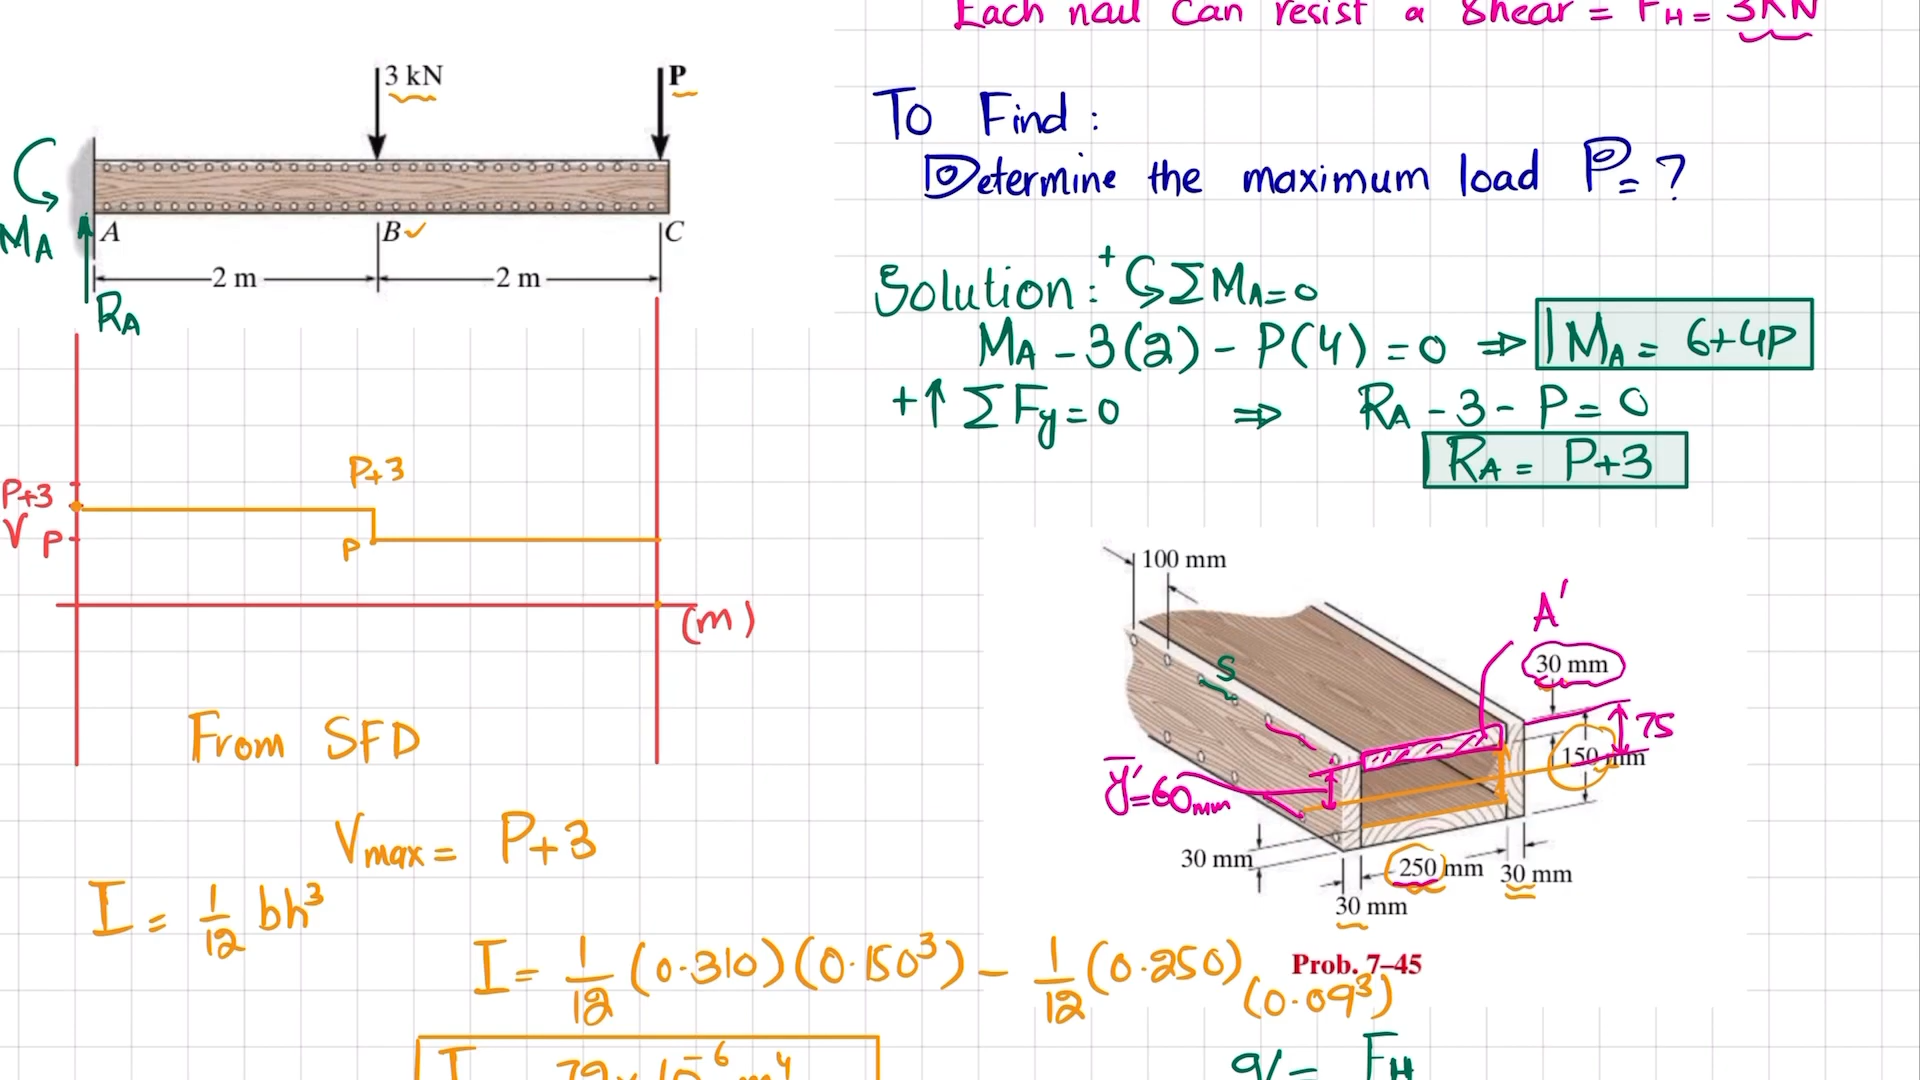 Each nail can resist a shear = FH = 3KN
3 kN
P
To Find :
Determine the maximum load P = ?
MA
A
B
C
2 m
2 m
RA
Solution : + ΣMA=0
MA - 3(2) - P(4) = 0 ⇒ MA = 6+4P
+↑ ΣFy=0 ⇒ RA - 3 - P = 0
RA = P+3
P+3
P+3
V
P
P
(m)
100 mm
A'
30 mm
S
75
150 mm
ȳ'=60mm
30 mm
250 mm
30 mm
30 mm
Prob. 7–45
From SFD
Vmax = P+3
I = 1/12 bh³
I = 1/12 (0.310)(0.150³) - 1/12 (0.250)(0.09³)
q = FH